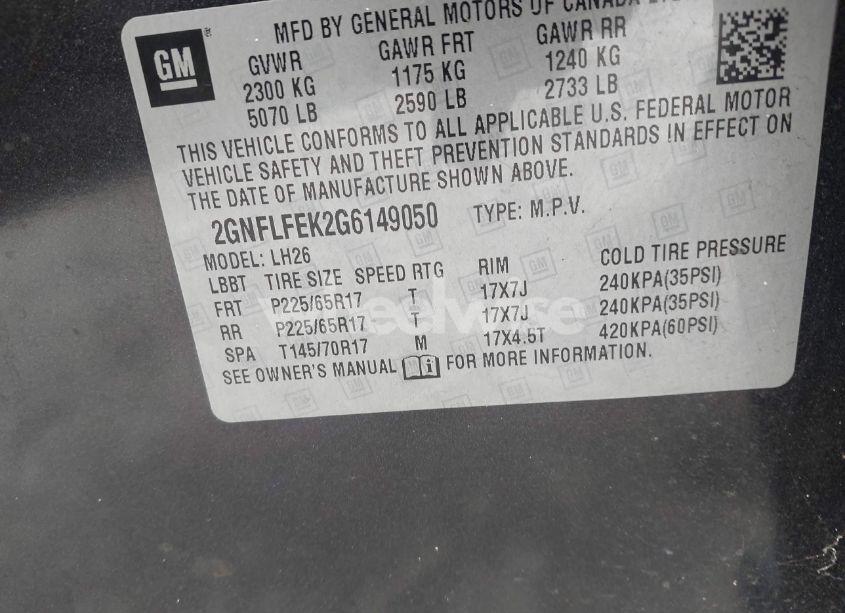 MFD BY GENERAL MOTORS OF CANADA
GM
GVWR GAWR FRT GAWR RR
2300 KG 1175 KG 1240 KG
5070 LB 2590 LB 2733 LB
THIS VEHICLE CONFORMS TO ALL APPLICABLE U.S. FEDERAL MOTOR
VEHICLE SAFETY AND THEFT PREVENTION STANDARDS IN EFFECT ON
THE DATE OF MANUFACTURE SHOWN ABOVE.
2GNFLFEK2G6149050 TYPE: M.P.V.
MODEL: LH26
LBBT TIRE SIZE SPEED RTG RIM COLD TIRE PRESSURE
FRT P225/65R17 T 17X7J 240KPA(35PSI)
RR P225/65R17 T 17X7J 240KPA(35PSI)
SPA T145/70R17 M 17X4.5T 420KPA(60PSI)
SEE OWNER'S MANUAL i FOR MORE INFORMATION.